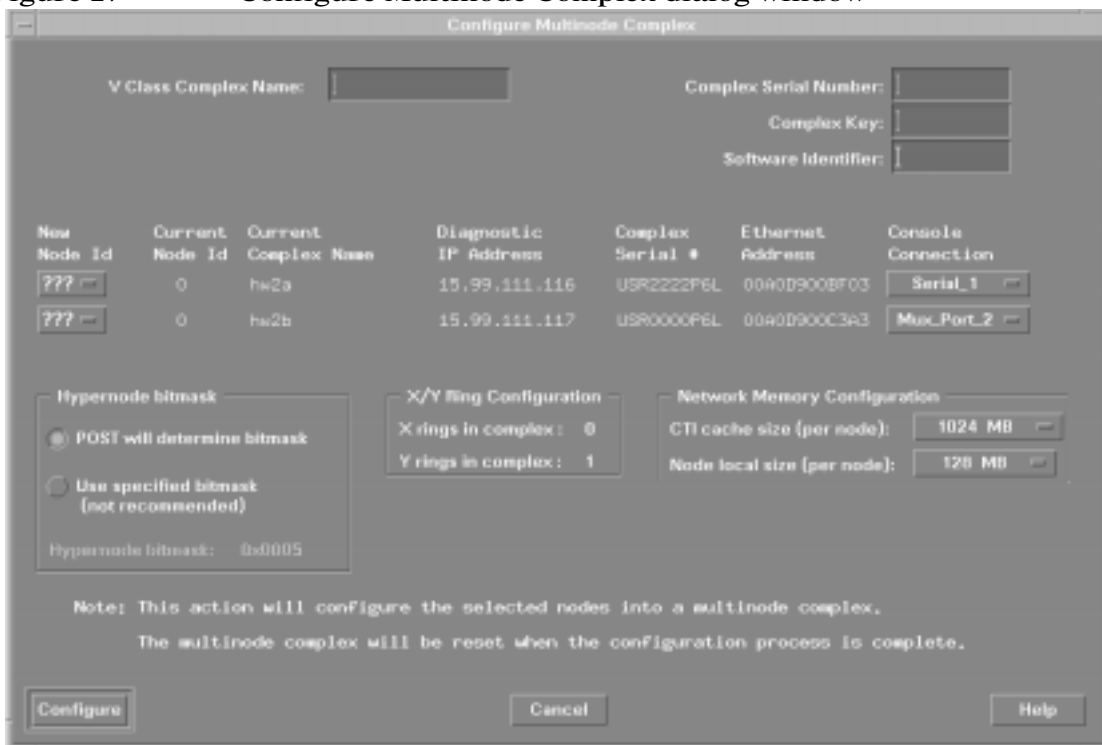 Configure Multinode Complex dialog window
Configure Multinode Complex
V Class Complex Name:
Complex Serial Number:
Complex Key:
Software Identifier:
New Node Id
Current Node Id
Current Complex Name
Diagnostic IP Address
Complex Serial #
Ethernet Address
Console Connection
??? 0 hw2a 15.99.111.116 USR2222P6L 00A0D900BF03 Serial_1
??? 0 hw2b 15.99.111.117 USR0000P6L 00A0D900C3A3 Mux_Port_2
Hypernode bitmask
POST will determine bitmask
Use specified bitmask
(not recommended)
Hypernode bitmask: 0x0005
X/Y Ring Configuration
X rings in complex: 0
Y rings in complex: 1
Network Memory Configuration
CTI cache size (per node): 1024 MB
Node local size (per node): 128 MB
Note: This action will configure the selected nodes into a multinode complex.
The multinode complex will be reset when the configuration process is complete.
Configure Cancel Help